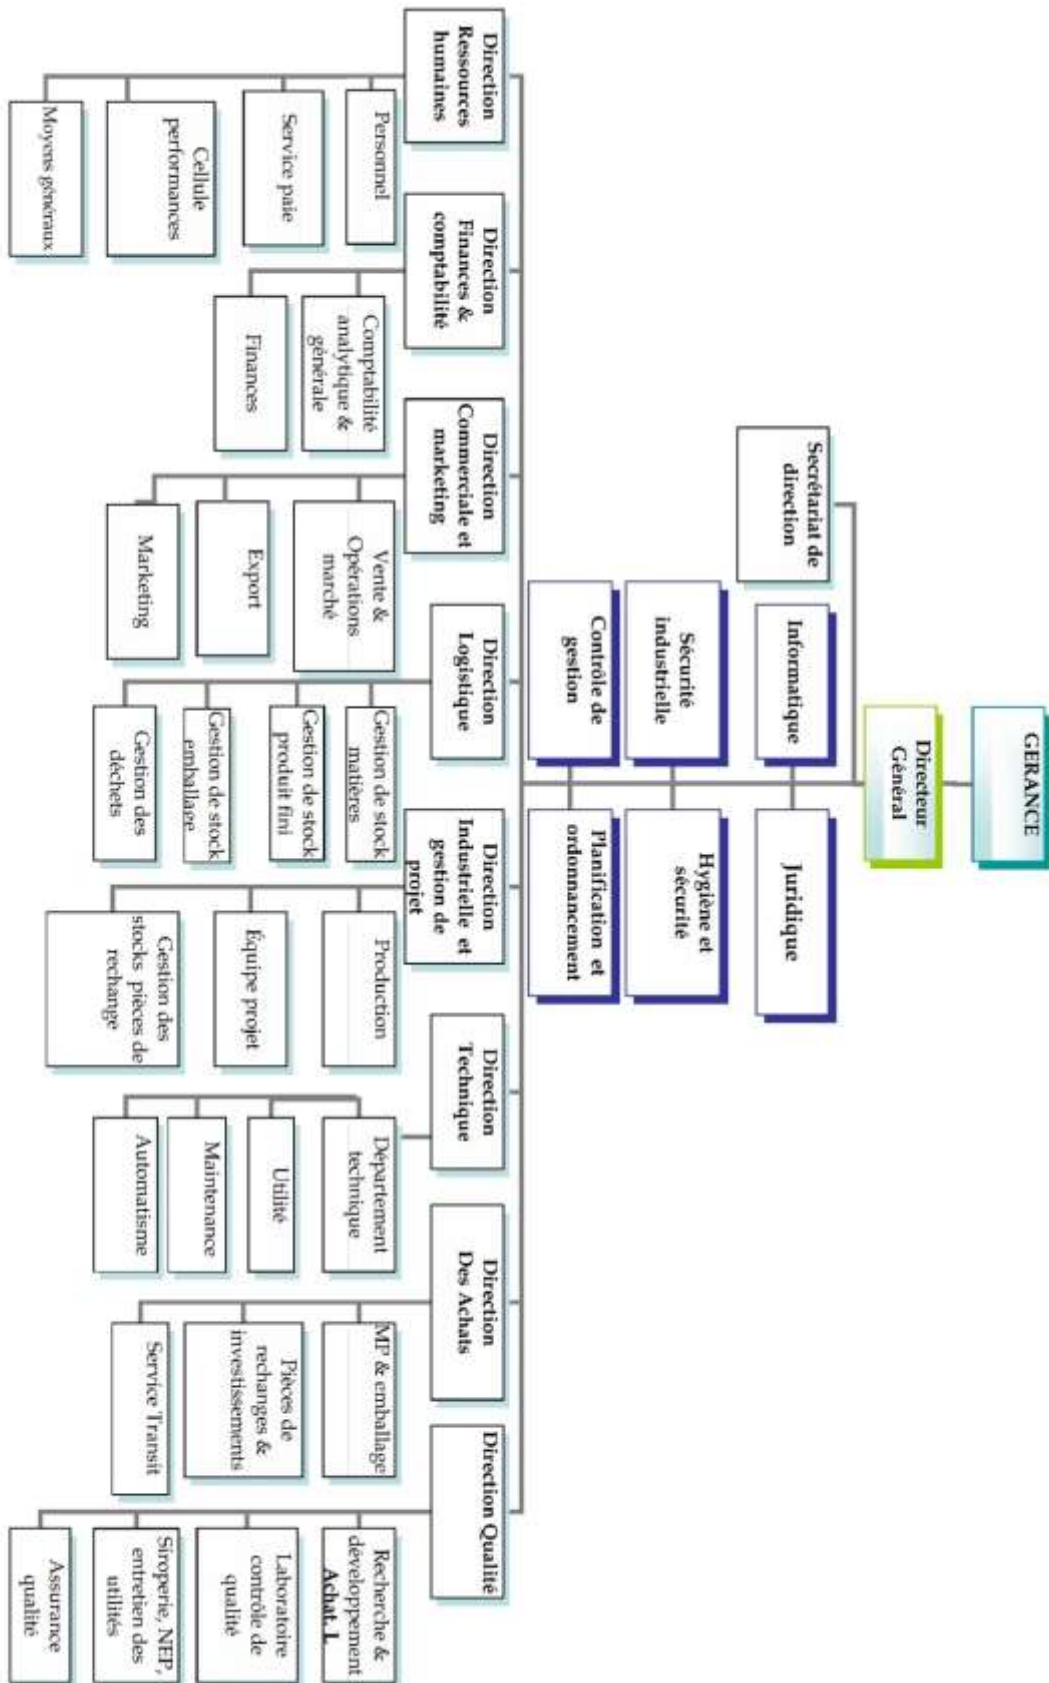 GERANCE
Directeur
Général
Secrétariat de
direction
Informatique
Juridique
Sécurité
industrielle
Hygiène et
sécurité
Contrôle de
gestion
Planification et
ordonnancement
Direction
Ressources
humaines
Personnel
Service paie
Cellule
performances
Moyens généraux
Direction
Finances &
comptabilité
Comptabilité
analytique &
générale
Finances
Direction
Commerciale et
marketing
Vente &
Opérations
marché
Export
Marketing
Direction
Logistique
Gestion de stock
matières
Gestion de stock
produit fini
Gestion de stock
emballage
Gestion des
déchets
Direction
Industrielle et
gestion de
projet
Production
Équipe projet
Gestion des
stocks pièces de
rechange
Direction
Technique
Département
technique
Utilité
Maintenance
Automatisme
Direction
Des Achats
MP & emballage
Pièces de
rechanges &
investissements
Service Transit
Direction Qualité
Recherche &
développement
Achat. L
Laboratoire
contrôle de
qualité
Siroperie, NEP,
entretien des
utilités
Assurance
qualité